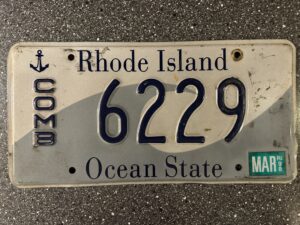 Rhode Island
COMB
6229
Ocean State
MAR